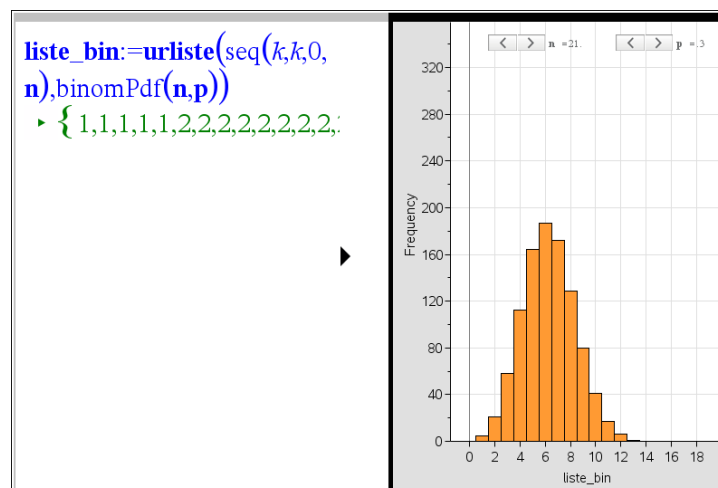 liste_bin:=urliste(seq(k,k,0,
n),binomPdf(n,p))
▸ {1,1,1,1,1,2,2,2,2,2,2,2,2,
n =21.
p =.3
320
280
240
200
160
120
80
40
0
Frequency
0 2 4 6 8 10 12 14 16 18
liste_bin